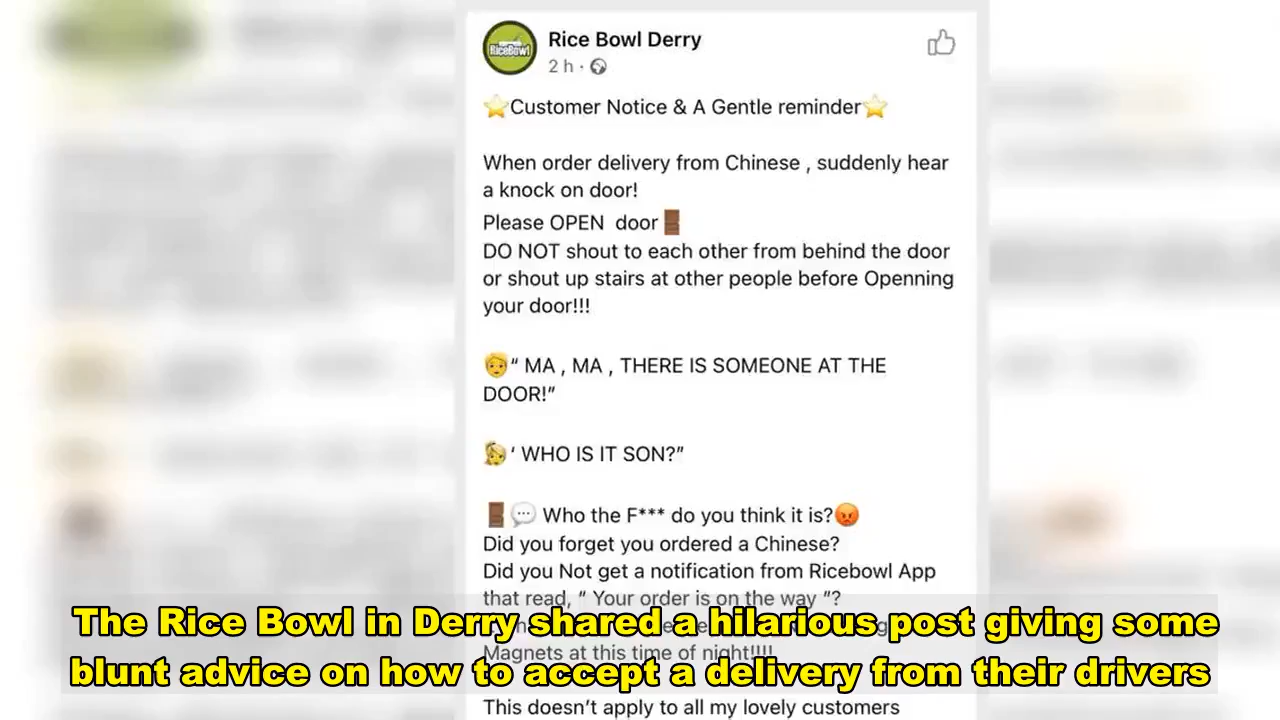 RiceBowl
Rice Bowl Derry
2 h ·
⭐Customer Notice & A Gentle reminder⭐
When order delivery from Chinese , suddenly hear
a knock on door!
Please OPEN  door🚪
DO NOT shout to each other from behind the door
or shout up stairs at other people before Openning
your door!!!
🧑“ MA , MA , THERE IS SOMEONE AT THE
DOOR!”
‘ WHO IS IT SON?”
🚪💬 Who the F*** do you think it is?😡
Did you forget you ordered a Chinese?
Did you Not get a notification from Ricebowl App
that read, “ Your order is on the way ”?
The Rice Bowl in Derry shared a hilarious post giving some
Magnets at this time of night!!!!
blunt advice on how to accept a delivery from their drivers
This doesn’t apply to all my lovely customers